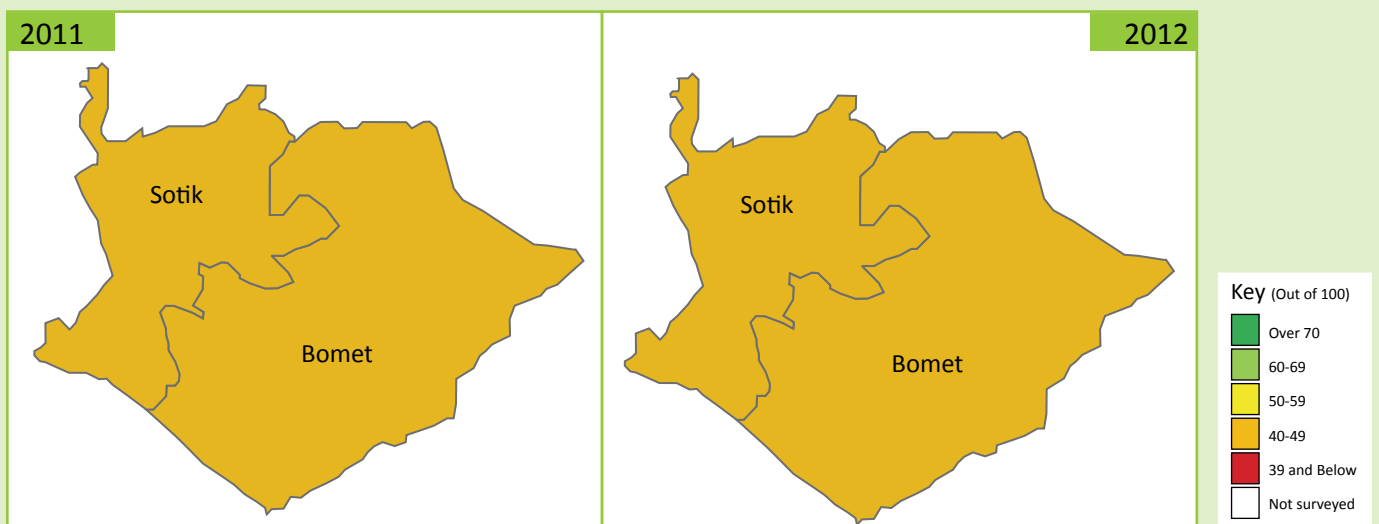 2011
2012
Sotik
Bomet
Sotik
Bomet
Key (Out of 100)
Over 70
60-69
50-59
40-49
39 and Below
Not surveyed